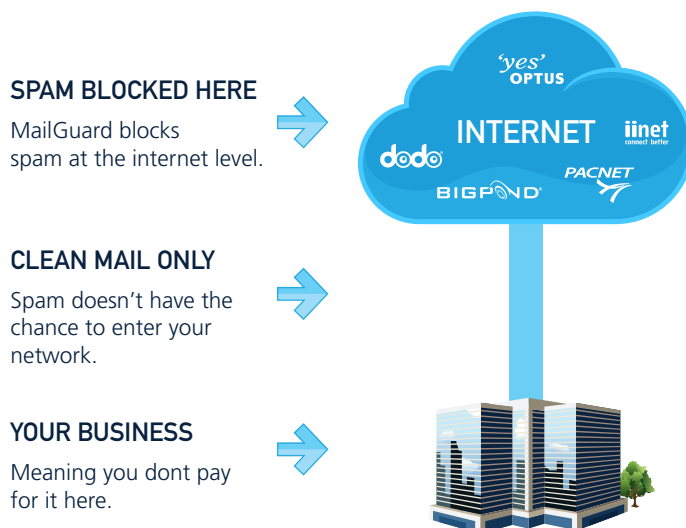 SPAM BLOCKED HERE
MailGuard blocks
spam at the internet level.
CLEAN MAIL ONLY
Spam doesn’t have the
chance to enter your
network.
YOUR BUSINESS
Meaning you dont pay
for it here.
‘yes’
OPTUS
INTERNET
iinet
connect better
dodo
PACNET
BIGPOND